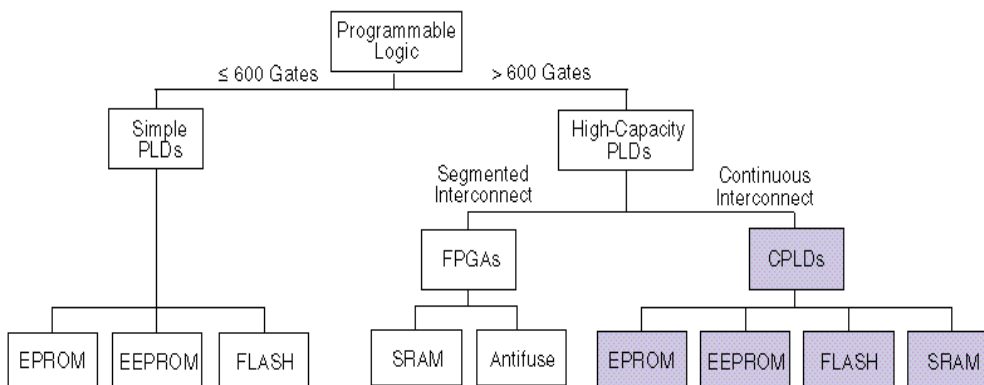 Programmable
Logic
≤ 600 Gates
> 600 Gates
Simple
PLDs
High-Capacity
PLDs
Segmented
Interconnect
Continuous
Interconnect
FPGAs
CPLDs
EPROM
EEPROM
FLASH
SRAM
Antifuse
EPROM
EEPROM
FLASH
SRAM